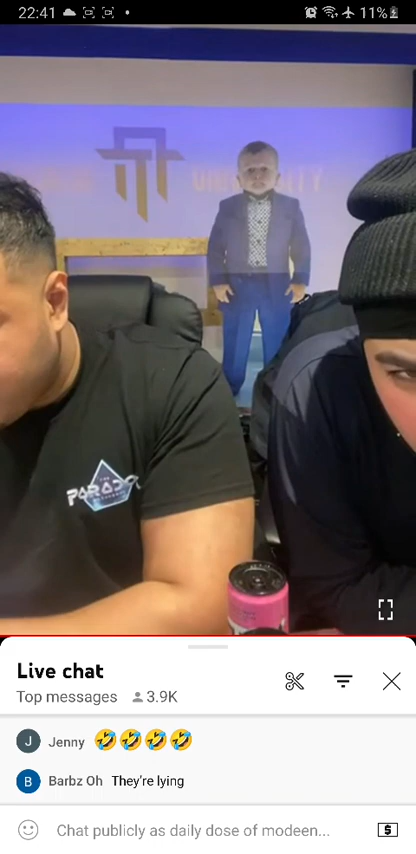 22:41
11%
UNIVERSITY
THE
PARADOX
Live chat
Top messages 3.9K
J Jenny 🤣🤣🤣🤣
B Barbz Oh They're lying
Chat publicly as daily dose of modeen...
$